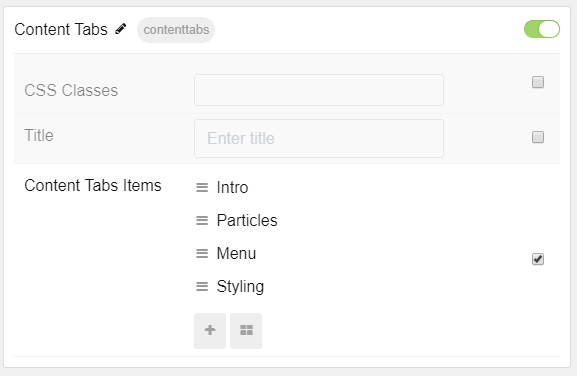 Content Tabs contenttabs
CSS Classes
Title Enter title
Content Tabs Items Intro
Particles
Menu
Styling